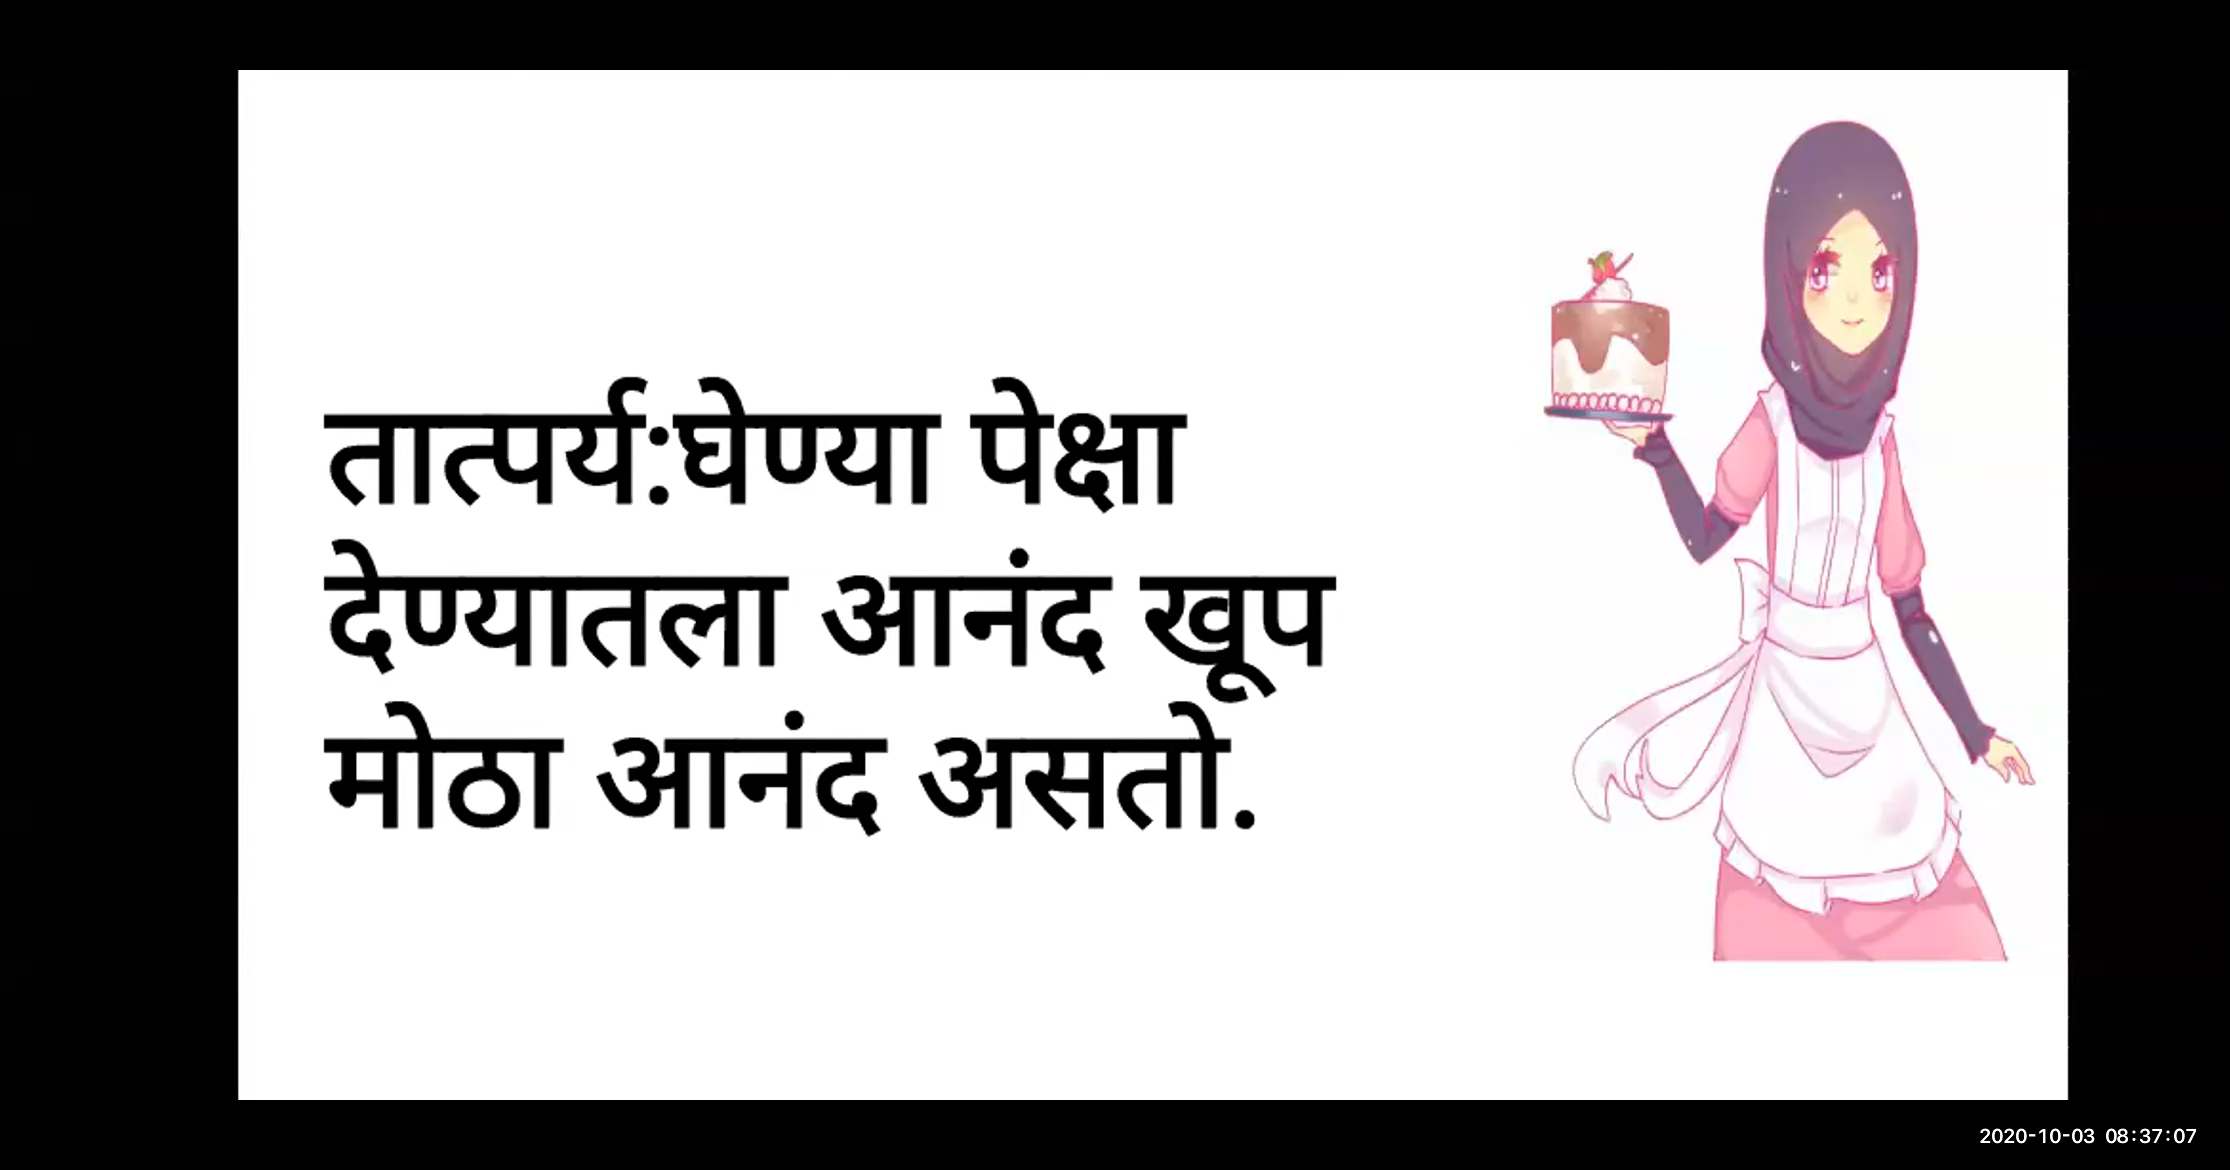 तात्पर्य:घेण्या पेक्षा
देण्यातला आनंद खूप
मोठा आनंद असतो.
2020-10-03 08:37:07